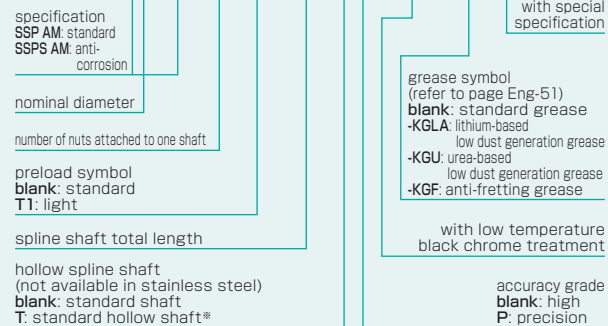 specification
SSP AM: standard
SSPS AM: anti-
corrosion
nominal diameter
number of nuts attached to one shaft
preload symbol
blank: standard
T1: light
spline shaft total length
hollow spline shaft
(not available in stainless steel)
blank: standard shaft
T: standard hollow shaft※
with special
specification
grease symbol
(refer to page Eng-51)
blank: standard grease
-KGLA: lithium-based
low dust generation grease
-KGU: urea-based
low dust generation grease
-KGF: anti-fretting grease
with low temperature
black chrome treatment
accuracy grade
blank: high
P: precision